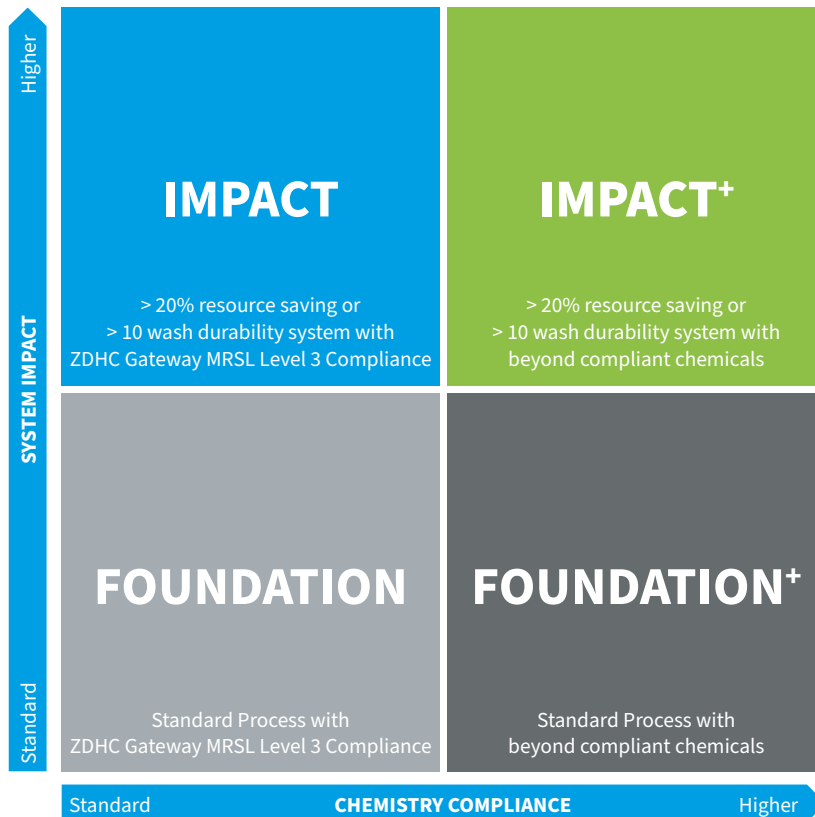 Higher
SYSTEM IMPACT
Standard
IMPACT
> 20% resource saving or
> 10 wash durability system with
ZDHC Gateway MRSL Level 3 Compliance
IMPACT+
> 20% resource saving or
> 10 wash durability system with
beyond compliant chemicals
FOUNDATION
Standard Process with
ZDHC Gateway MRSL Level 3 Compliance
FOUNDATION+
Standard Process with
beyond compliant chemicals
Standard CHEMISTRY COMPLIANCE Higher